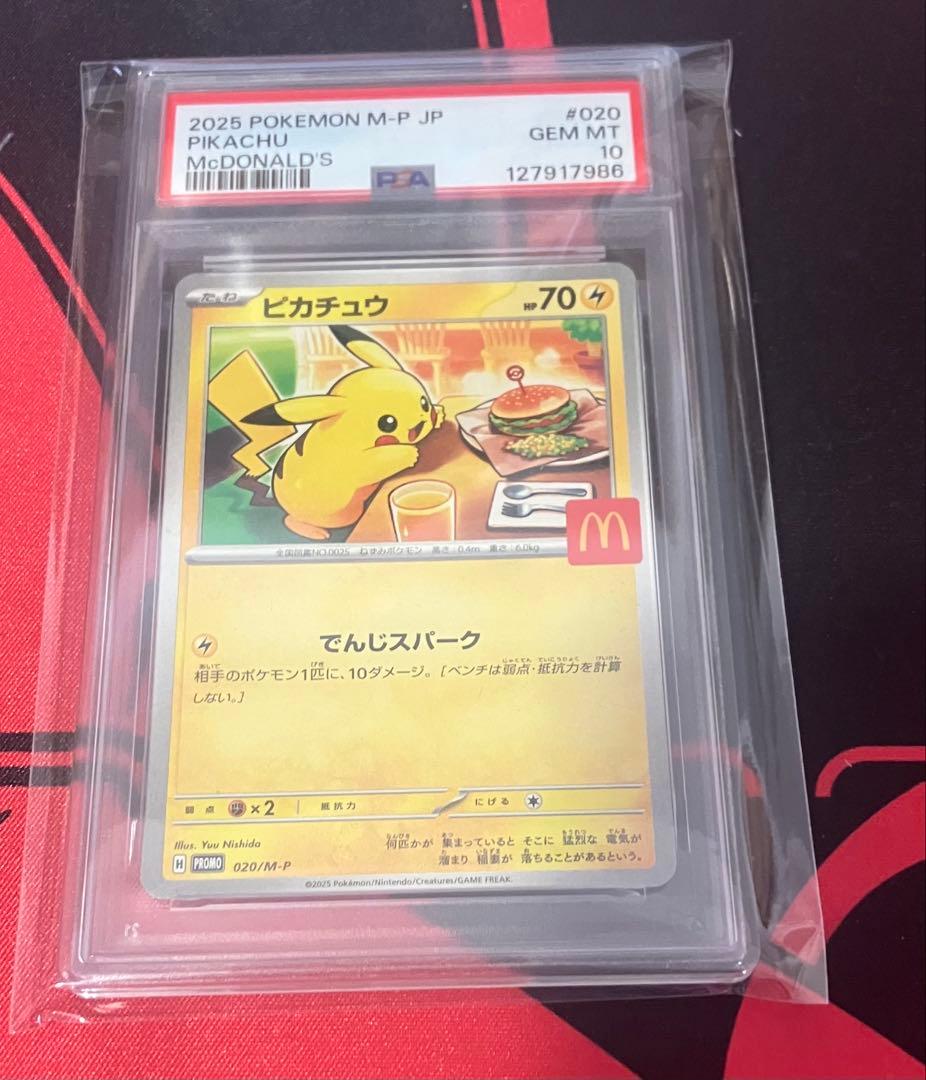 2025 POKEMON M-P JP #020
PIKACHU GEM MT
McDONALD'S 10
PSA 127917986
たね ピカチュウ HP70
全国図鑑NO.0025 ねずみポケモン 高さ:0.4m 重さ:6.0kg
でんじスパーク
相手のポケモン1匹に、10ダメージ。[ベンチは弱点・抵抗力を計算
しない。]
弱点 ×2 抵抗力 にげる
Illus. Yuu Nishida
何匹かが 集まっていると そこに 猛烈な 電気が
溜まり 稲妻が 落ちることがあるという。
H PROMO 020/M-P
©2025 Pokémon/Nintendo/Creatures/GAME FREAK.